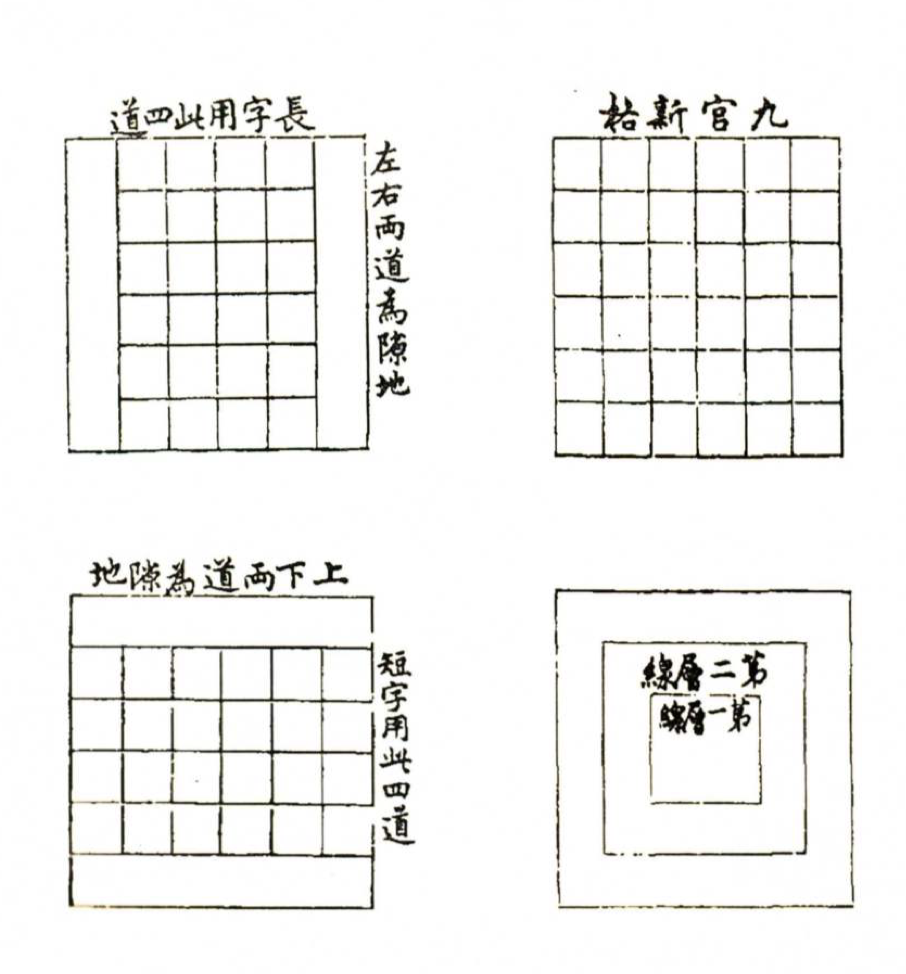 九宮新格
長字用此四道
左右兩道為隙地
上下兩道為隙地
短字用此四道
第二層線
第一層線